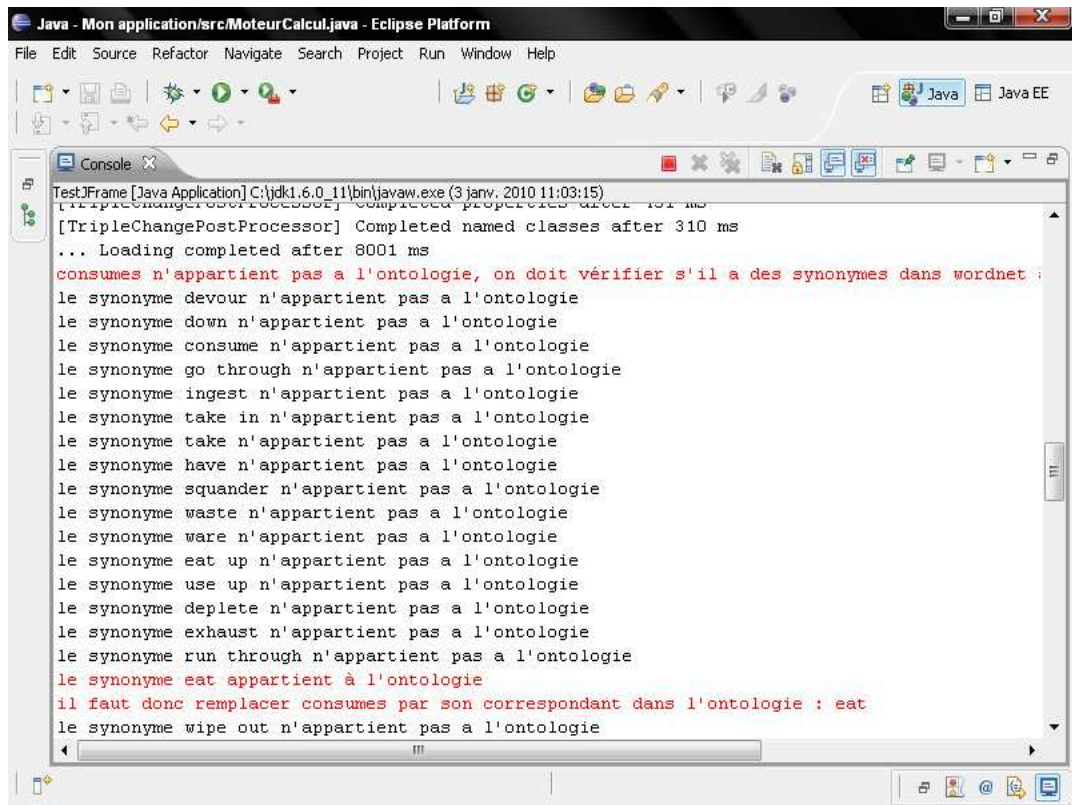 Java - Mon application/src/MoteurCalcul.java - Eclipse Platform
File Edit Source Refactor Navigate Search Project Run Window Help
Java Java EE
Console
TestJFrame [Java Application] C:\jdk1.6.0_11\bin\javaw.exe (3 janv. 2010 11:03:15)
[TripleChangePostProcessor] Completed properties after 151 ms
[TripleChangePostProcessor] Completed named classes after 310 ms
... Loading completed after 8001 ms
consumes n'appartient pas a l'ontologie, on doit vérifier s'il a des synonymes dans wordnet
le synonyme devour n'appartient pas a l'ontologie
le synonyme down n'appartient pas a l'ontologie
le synonyme consume n'appartient pas a l'ontologie
le synonyme go through n'appartient pas a l'ontologie
le synonyme ingest n'appartient pas a l'ontologie
le synonyme take in n'appartient pas a l'ontologie
le synonyme take n'appartient pas a l'ontologie
le synonyme have n'appartient pas a l'ontologie
le synonyme squander n'appartient pas a l'ontologie
le synonyme waste n'appartient pas a l'ontologie
le synonyme ware n'appartient pas a l'ontologie
le synonyme eat up n'appartient pas a l'ontologie
le synonyme use up n'appartient pas a l'ontologie
le synonyme deplete n'appartient pas a l'ontologie
le synonyme exhaust n'appartient pas a l'ontologie
le synonyme run through n'appartient pas a l'ontologie
le synonyme eat appartient à l'ontologie
il faut donc remplacer consumes par son correspondant dans l'ontologie : eat
le synonyme wipe out n'appartient pas a l'ontologie